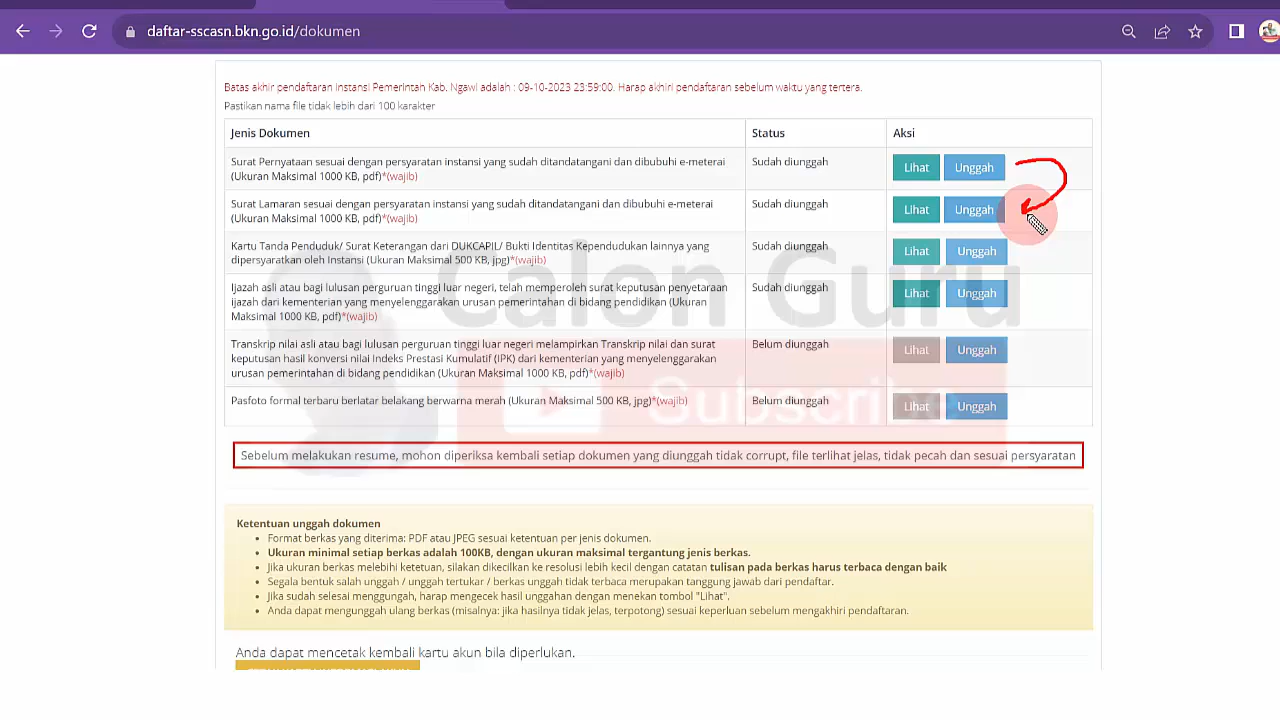 daftar-sscasn.bkn.go.id/dokumen
Batas akhir pendaftaran Instansi Pemerintah Kab. Ngawi adalah : 09-10-2023 23:59:00. Harap akhiri pendaftaran sebelum waktu yang tertera.
Pastikan nama file tidak lebih dari 100 karakter
Jenis Dokumen Status Aksi
Surat Pernyataan sesuai dengan persyaratan instansi yang sudah ditandatangani dan dibubuhi e-meterai Sudah diunggah Lihat Unggah
(Ukuran Maksimal 1000 KB, pdf)*(wajib)
Surat Lamaran sesuai dengan persyaratan instansi yang sudah ditandatangani dan dibubuhi e-meterai Sudah diunggah Lihat Unggah
(Ukuran Maksimal 1000 KB, pdf)*(wajib)
Kartu Tanda Penduduk/ Surat Keterangan dari DUKCAPIL/ Bukti Identitas Kependudukan lainnya yang Sudah diunggah Lihat Unggah
dipersyaratkan oleh Instansi (Ukuran Maksimal 500 KB, jpg)*(wajib)
Calon Guru
Ijazah asli atau bagi lulusan perguruan tinggi luar negeri, telah memperoleh surat keputusan penyetaraan Sudah diunggah Lihat Unggah
ijazah dari kementerian yang menyelenggarakan urusan pemerintahan di bidang pendidikan (Ukuran
Maksimal 1000 KB, pdf)*(wajib)
Transkrip nilai asli atau bagi lulusan perguruan tinggi luar negeri melampirkan Transkrip nilai dan surat Belum diunggah Lihat Unggah
keputusan hasil konversi nilai Indeks Prestasi Kumulatif (IPK) dari kementerian yang menyelenggarakan
urusan pemerintahan di bidang pendidikan (Ukuran Maksimal 1000 KB, pdf)*(wajib)
Pasfoto formal terbaru berlatar belakang berwarna merah (Ukuran Maksimal 500 KB, jpg)*(wajib) Belum diunggah Lihat Unggah
Subscribe
Sebelum melakukan resume, mohon diperiksa kembali setiap dokumen yang diunggah tidak corrupt, file terlihat jelas, tidak pecah dan sesuai persyaratan
Ketentuan unggah dokumen
• Format berkas yang diterima: PDF atau JPEG sesuai ketentuan per jenis dokumen.
• Ukuran minimal setiap berkas adalah 100KB, dengan ukuran maksimal tergantung jenis berkas.
• Jika ukuran berkas melebihi ketetuan, silakan dikecilkan ke resolusi lebih kecil dengan catatan tulisan pada berkas harus terbaca dengan baik
• Segala bentuk salah unggah / unggah tertukar / berkas unggah tidak terbaca merupakan tanggung jawab dari pendaftar.
• Jika sudah selesai menggungah, harap mengecek hasil unggahan dengan menekan tombol "Lihat".
• Anda dapat mengunggah ulang berkas (misalnya: jika hasilnya tidak jelas, terpotong) sesuai keperluan sebelum mengakhiri pendaftaran.
Anda dapat mencetak kembali kartu akun bila diperlukan.